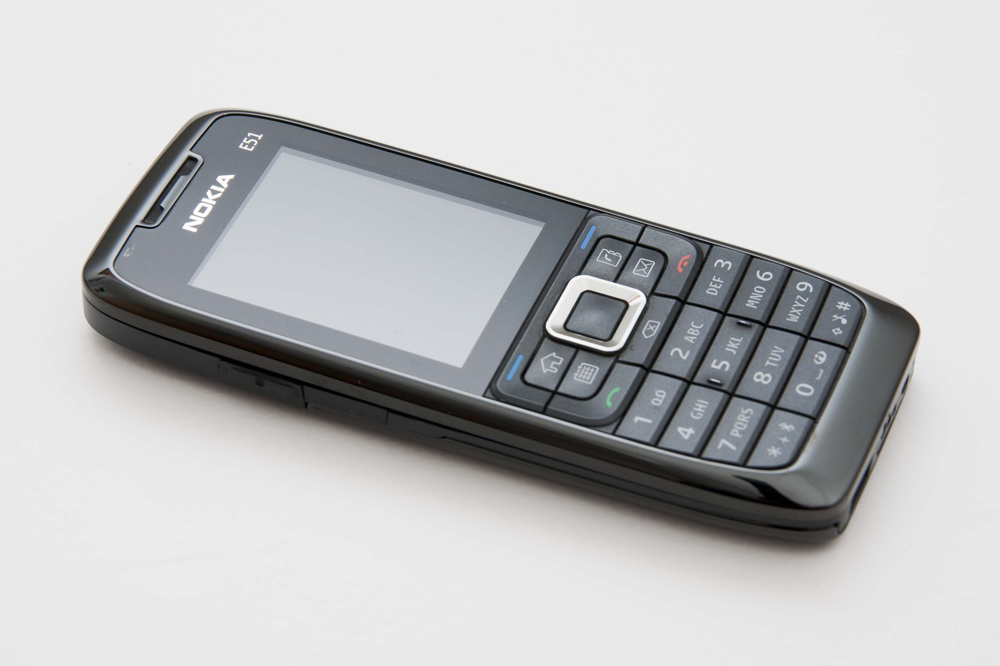 NOKIA
E51
1
2 ABC
DEF 3
4 GHI
5 JKL
MNO 6
7 PQRS
8 TUV
WXYZ 9
* +
0
#